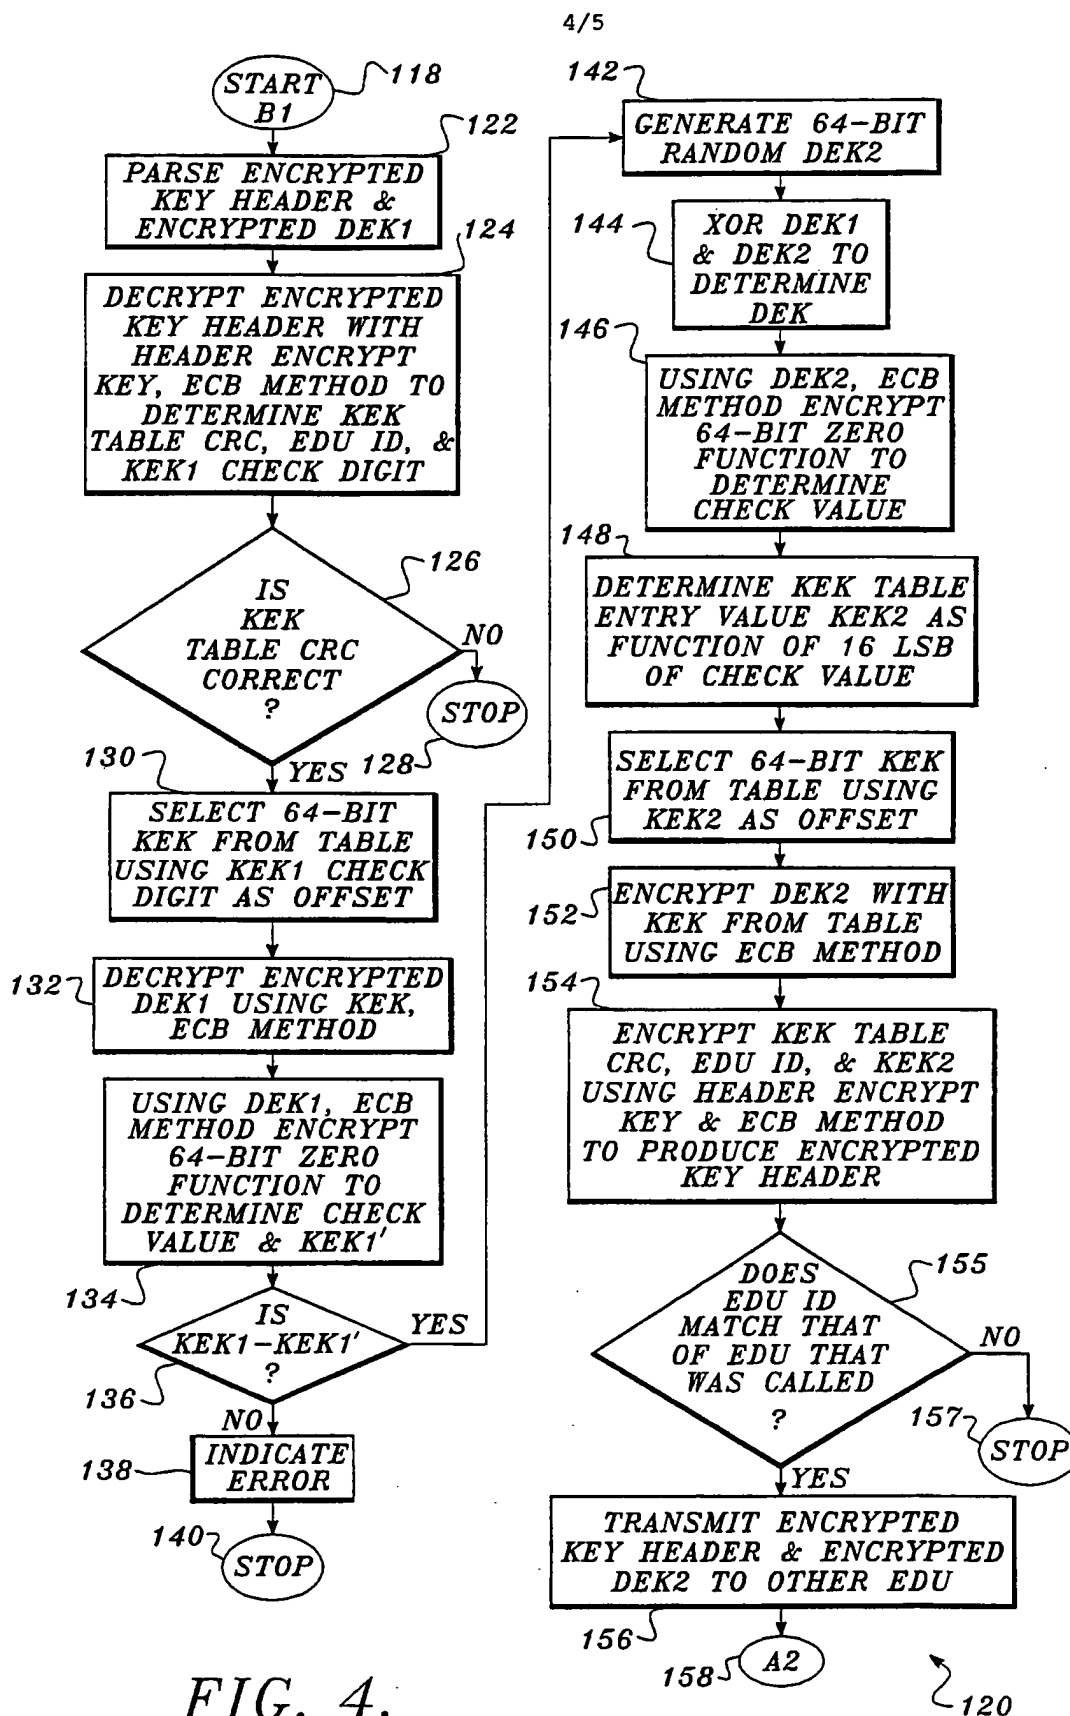 4/5
START
B1
118
122
PARSE ENCRYPTED
KEY HEADER &
ENCRYPTED DEK1
124
DECRYPT ENCRYPTED
KEY HEADER WITH
HEADER ENCRYPT
KEY, ECB METHOD TO
DETERMINE KEK
TABLE CRC, EDU ID, &
KEK1 CHECK DIGIT
126
IS
KEK
TABLE CRC
CORRECT
?
NO
STOP
128
YES
130
SELECT 64-BIT
KEK FROM TABLE
USING KEK1 CHECK
DIGIT AS OFFSET
132
DECRYPT ENCRYPTED
DEK1 USING KEK,
ECB METHOD
USING DEK1, ECB
METHOD ENCRYPT
64-BIT ZERO
FUNCTION TO
DETERMINE CHECK
VALUE & KEK1'
134
IS
KEK1-KEK1'
?
YES
136
NO
138
INDICATE
ERROR
140
STOP
142
GENERATE 64-BIT
RANDOM DEK2
144
XOR DEK1
& DEK2 TO
DETERMINE
DEK
146
USING DEK2, ECB
METHOD ENCRYPT
64-BIT ZERO
FUNCTION TO
DETERMINE
CHECK VALUE
148
DETERMINE KEK TABLE
ENTRY VALUE KEK2 AS
FUNCTION OF 16 LSB
OF CHECK VALUE
SELECT 64-BIT KEK
FROM TABLE USING
KEK2 AS OFFSET
150
152
ENCRYPT DEK2 WITH
KEK FROM TABLE
USING ECB METHOD
154
ENCRYPT KEK TABLE
CRC, EDU ID, & KEK2
USING HEADER ENCRYPT
KEY & ECB METHOD
TO PRODUCE ENCRYPTED
KEY HEADER
155
DOES
EDU ID
MATCH THAT
OF EDU THAT
WAS CALLED
?
NO
157
STOP
YES
TRANSMIT ENCRYPTED
KEY HEADER & ENCRYPTED
DEK2 TO OTHER EDU
156
A2
158
120
FIG. 4.